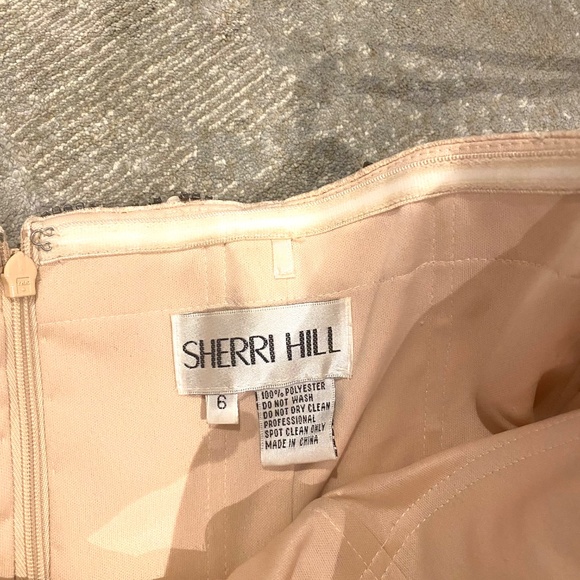 SHERRI HILL
6
100% POLYESTER
DO NOT WASH
DO NOT DRY CLEAN
PROFESSIONAL
SPOT CLEAN ONLY
MADE IN CHINA